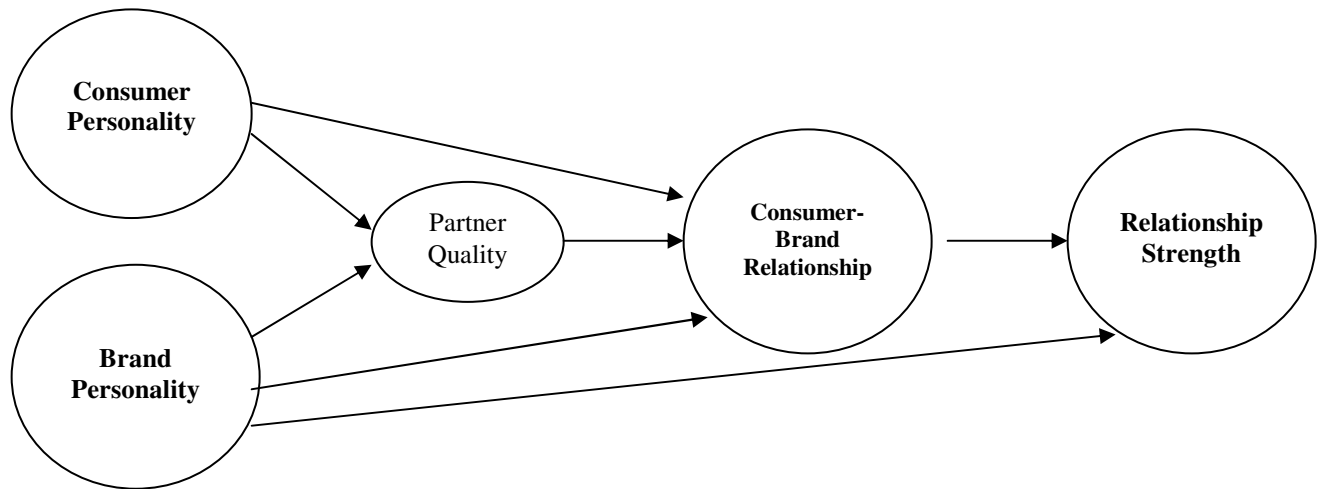 Consumer
Personality
Partner
Quality
Consumer-
Brand
Relationship
Relationship
Strength
Brand
Personality